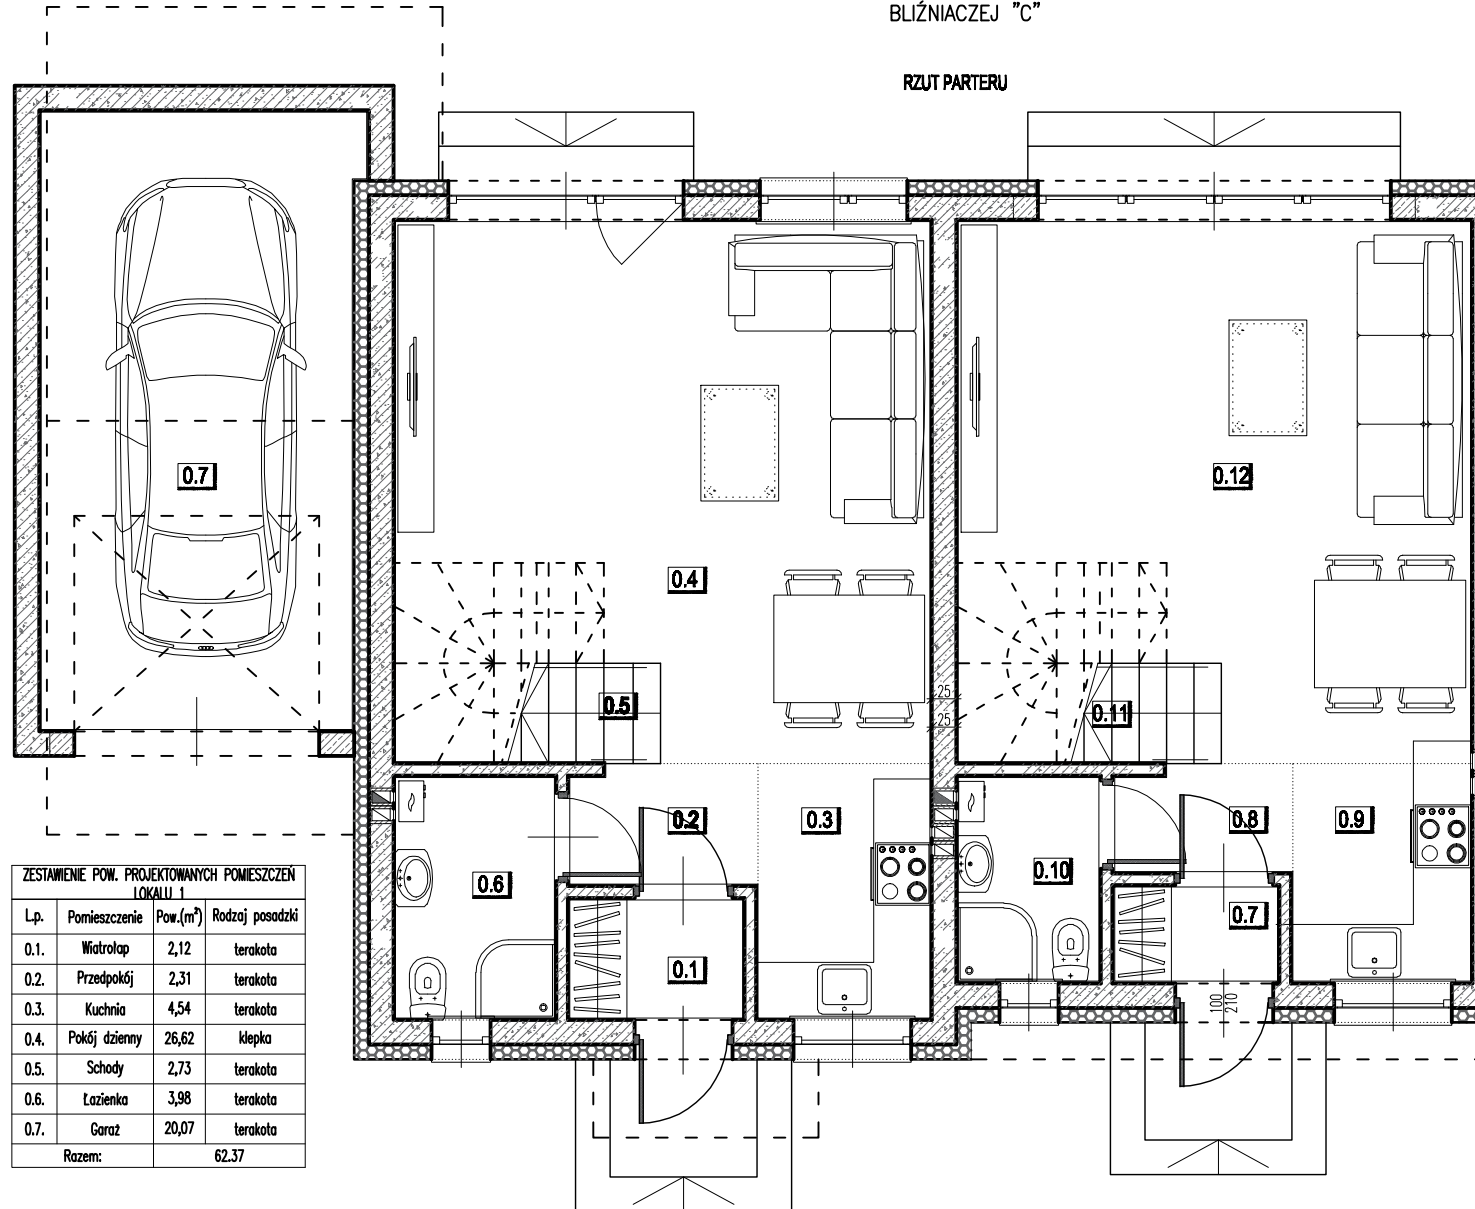 BLIŹNIACZEJ "C"
RZUT PARTERU
0.7
0.12
0.4
0.5
25
25
0.11
0.2
0.3
0.8
0.9
0.6
0.10
0.7
0.1
100
210
ZESTAWIENIE POW. PROJEKTOWANYCH POMIESZCZEŃ
LOKALU 1
L.p. Pomieszczenie Pow.(m²) Rodzaj posadzki
0.1. Wiatrołap 2,12 terakota
0.2. Przedpokój 2,31 terakota
0.3. Kuchnia 4,54 terakota
0.4. Pokój dzienny 26,62 klepka
0.5. Schody 2,73 terakota
0.6. Łazienka 3,98 terakota
0.7. Garaż 20,07 terakota
Razem: 62.37